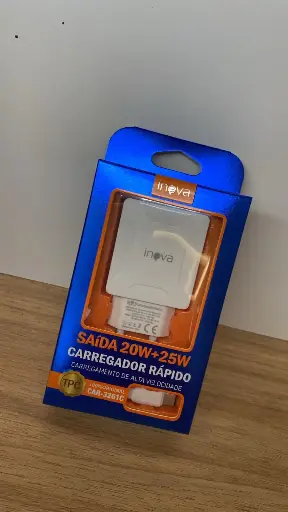 inova
inova
SAÍDA 20W+25W
CARREGADOR RÁPIDO
CARREGAMENTO DE ALTA VELOCIDADE
TPC
CAR-3261C